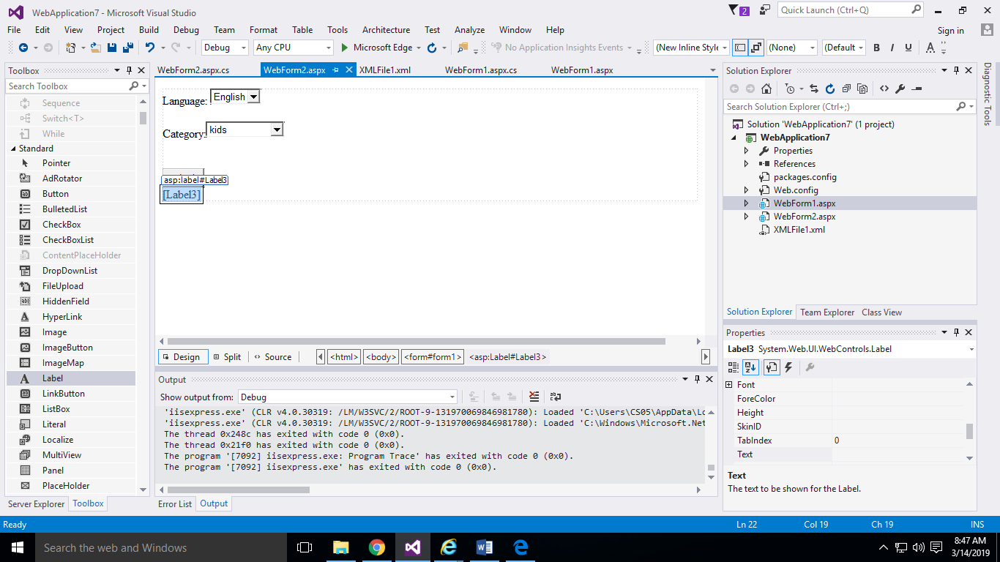 WebApplication7 - Microsoft Visual Studio
2
Quick Launch (Ctrl+Q)
File Edit View Project Build Debug Team Format Table Tools Architecture Test Analyze Window Help
Sign in
Debug Any CPU Microsoft Edge No Application Insights Events (New Inline Style (None) (Default B I U A
Toolbox
Search Toolbox
Sequence
Switch<T>
While
Standard
Pointer
AdRotator
Button
BulletedList
CheckBox
CheckBoxList
ContentPlaceHolder
DropDownList
FileUpload
HiddenField
HyperLink
Image
ImageButton
ImageMap
Label
LinkButton
ListBox
Literal
Localize
MultiView
Panel
PlaceHolder
Server Explorer Toolbox
WebForm2.aspx.cs WebForm2.aspx XMLFile1.xml WebForm1.aspx.cs WebForm1.aspx
Language: English
Category: kids
asp:label#Label3
[Label3]
Design Split Source <html> <body> <form#form1> <asp:Label#Label3>
Output
Show output from: Debug
'iisexpress.exe' (CLR v4.0.30319: /LM/W3SVC/2/ROOT-9-131970069846981780): Loaded 'C:\Users\CS05\AppData\Lo
'iisexpress.exe' (CLR v4.0.30319: /LM/W3SVC/2/ROOT-9-131970069846981780): Loaded 'C:\Windows\Microsoft.Net
The thread 0x248c has exited with code 0 (0x0).
The thread 0x21f0 has exited with code 0 (0x0).
The program '[7092] iisexpress.exe: Program Trace' has exited with code 0 (0x0).
The program '[7092] iisexpress.exe' has exited with code 0 (0x0).
Error List Output
Solution Explorer
Search Solution Explorer (Ctrl+;)
Solution 'WebApplication7' (1 project)
WebApplication7
Properties
References
packages.config
Web.config
WebForm1.aspx
WebForm2.aspx
XMLFile1.xml
Solution Explorer Team Explorer Class View
Diagnostic Tools
Properties
Label3 System.Web.UI.WebControls.Label
Font
ForeColor
Height
SkinID
TabIndex 0
Text
Text
The text to be shown for the Label.
Ready Ln 22 Col 19 Ch 19 INS
Search the web and Windows
8:47 AM
3/14/2019